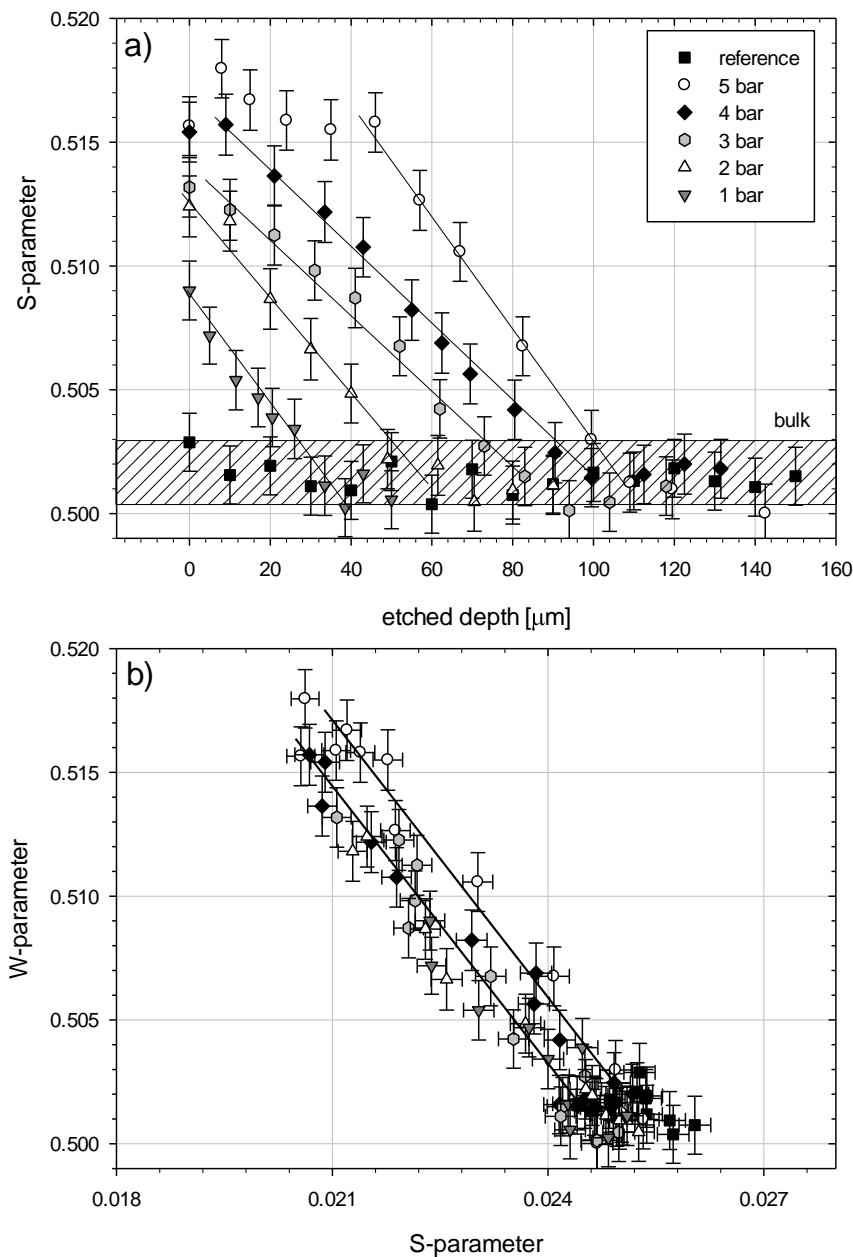 a)
0.520
0.515
0.510
0.505
0.500
S-parameter
reference
5 bar
4 bar
3 bar
2 bar
1 bar
bulk
0 20 40 60 80 100 120 140 160
etched depth [μm]
b)
0.520
0.515
0.510
0.505
0.500
W-parameter
0.018 0.021 0.024 0.027
S-parameter